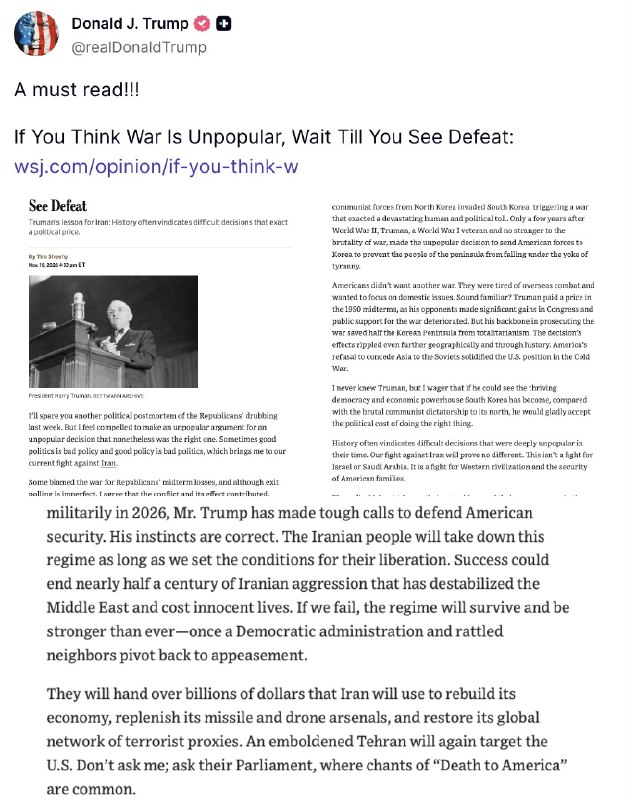 Donald J. Trump
@realDonaldTrump
A must read!!!
If You Think War Is Unpopular, Wait Till You See Defeat:
wsj.com/opinion/if-you-think-w
See Defeat
Truman's lesson for Iran: History often vindicates difficult decisions that exact
a political price.
By Tim Sheehy
Nov. 10, 2026 4:33 pm ET
President Harry Truman. BETTMANN ARCHIVE
I'll spare you another political postmortem of the Republicans' drubbing
last week. But I feel compelled to make an unpopular argument for an
unpopular decision that nonetheless was the right one. Sometimes good
politics is bad policy and good policy is bad politics, which brings me to our
current fight against Iran.
Some blamed the war for Republicans' midterm losses, and although exit
polling is imperfect, I agree that the conflict and its effect contributed.
communist forces from North Korea invaded South Korea, triggering a war
that exacted a devastating human and political toll. Only a few years after
World War II, Truman, a World War I veteran and no stranger to the
brutality of war, made the unpopular decision to send American forces to
Korea to prevent the people of the peninsula from falling under the yoke of
tyranny.
Americans didn't want another war. They were tired of overseas combat and
wanted to focus on domestic issues. Sound familiar? Truman paid a price in
the 1950 midterms, as his opponents made significant gains in Congress and
public support for the war deteriorated. But his backbone in prosecuting the
war saved half the Korean Peninsula from totalitarianism. The decision's
effects rippled even further geographically and through history. America's
refusal to concede Asia to the Soviets solidified the U.S. position in the Cold
War.
I never knew Truman, but I wager that if he could see the thriving
democracy and economic powerhouse South Korea has become, compared
with the brutal communist dictatorship to its north, he would gladly accept
the political cost of doing the right thing.
History often vindicates difficult decisions that were deeply unpopular in
their time. Our fight against Iran will prove no different. This isn't a fight for
Israel or Saudi Arabia. It is a fight for Western civilization and the security
of American families.
militarily in 2026, Mr. Trump has made tough calls to defend American
security. His instincts are correct. The Iranian people will take down this
regime as long as we set the conditions for their liberation. Success could
end nearly half a century of Iranian aggression that has destabilized the
Middle East and cost innocent lives. If we fail, the regime will survive and be
stronger than ever—once a Democratic administration and rattled
neighbors pivot back to appeasement.
They will hand over billions of dollars that Iran will use to rebuild its
economy, replenish its missile and drone arsenals, and restore its global
network of terrorist proxies. An emboldened Tehran will again target the
U.S. Don't ask me; ask their Parliament, where chants of “Death to America”
are common.